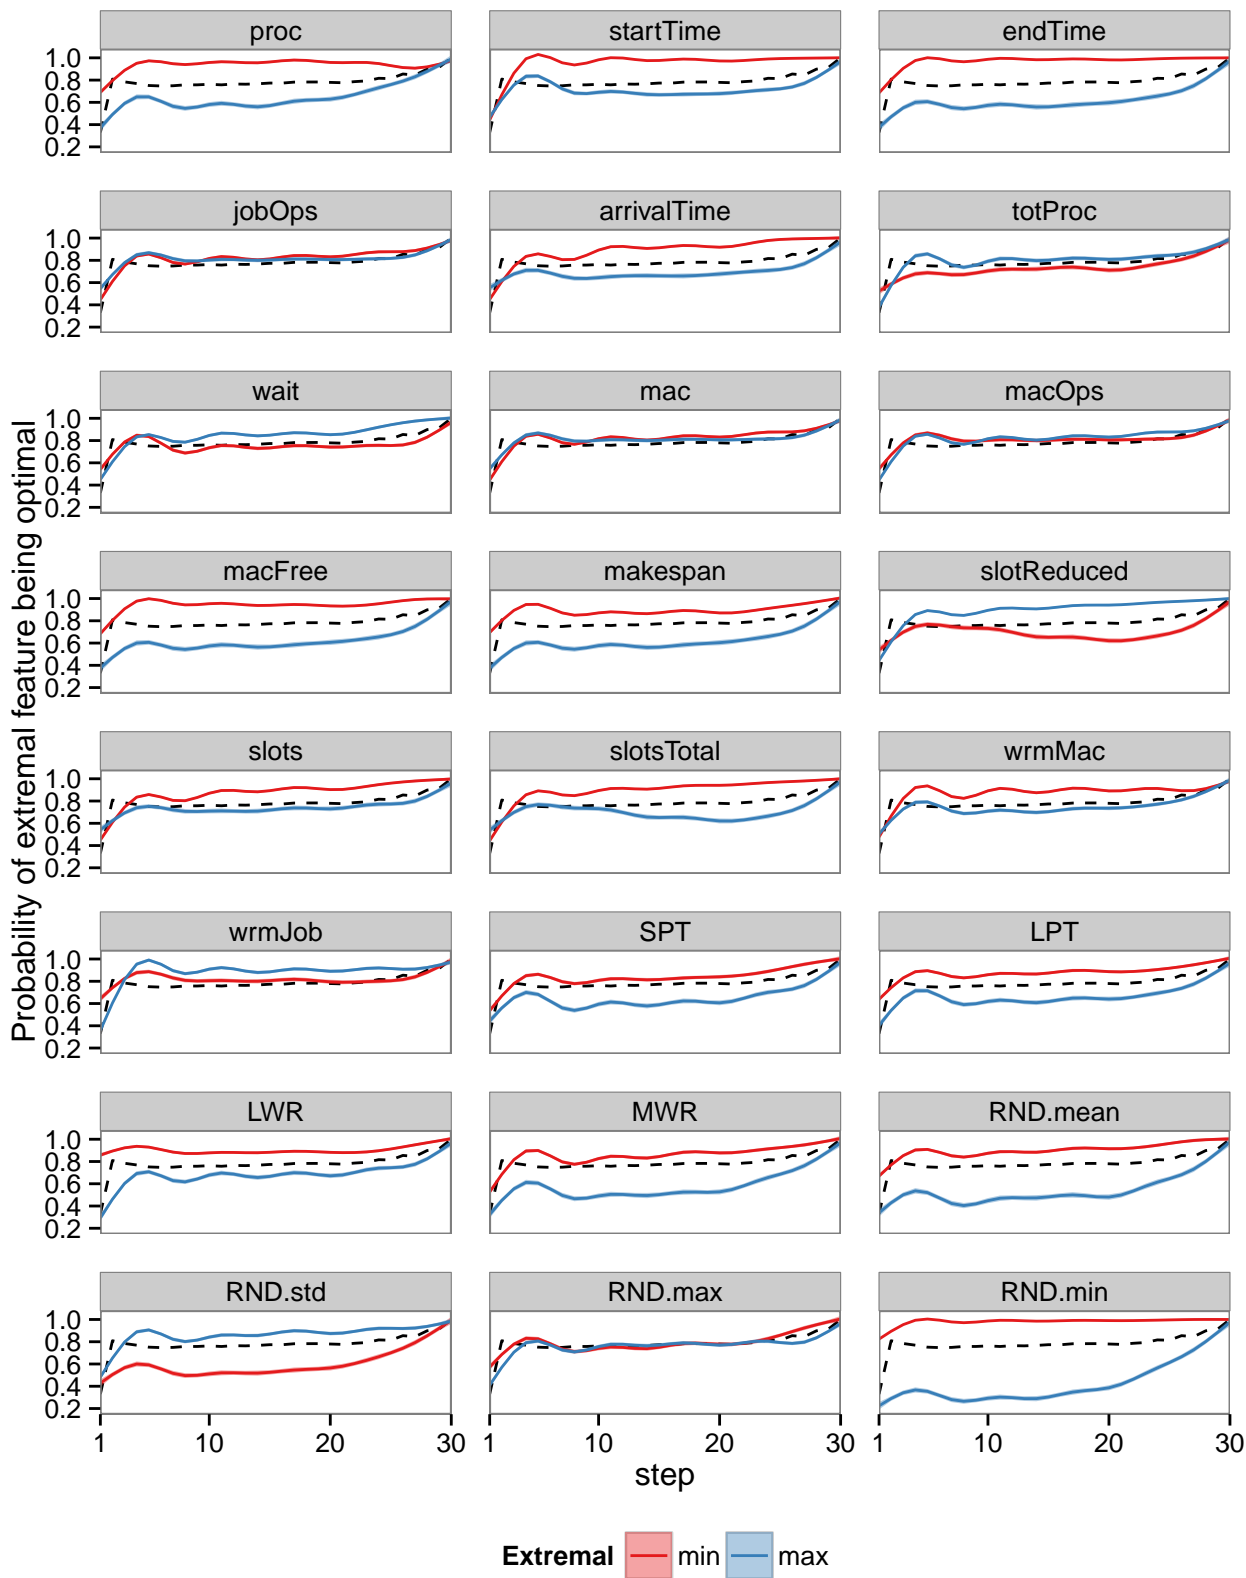 proc
startTime
endTime
1.0
0.8
0.6
0.4
0.2
jobOps
arrivalTime
totProc
1.0
0.8
0.6
0.4
0.2
wait
mac
macOps
1.0
0.8
0.6
0.4
0.2
macFree
makespan
slotReduced
1.0
0.8
0.6
0.4
0.2
slots
slotsTotal
wrmMac
1.0
0.8
0.6
0.4
0.2
wrmJob
SPT
LPT
1.0
0.8
0.6
0.4
0.2
LWR
MWR
RND.mean
1.0
0.8
0.6
0.4
0.2
RND.std
RND.max
RND.min
1.0
0.8
0.6
0.4
0.2
1 10 20 30
1 10 20 30
1 10 20 30
step
Probability of extremal feature being optimal
Extremal min max